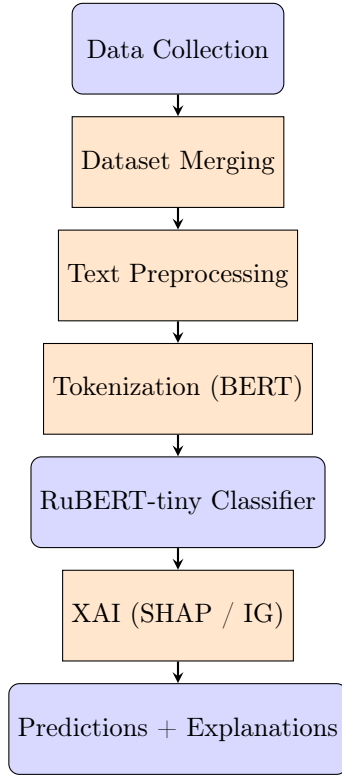 Data Collection
Dataset Merging
Text Preprocessing
Tokenization (BERT)
RuBERT-tiny Classifier
XAI (SHAP / IG)
Predictions + Explanations